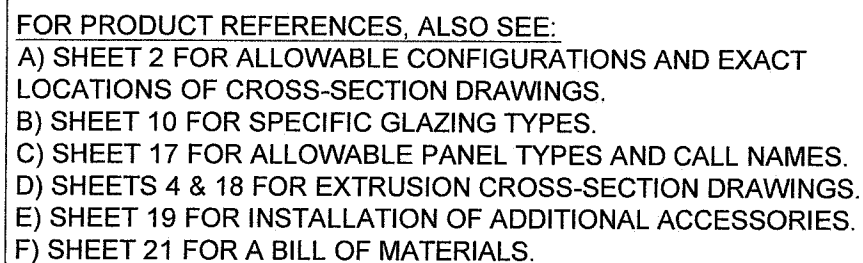 FOR PRODUCT REFERENCES, ALSO SEE:
A) SHEET 2 FOR ALLOWABLE CONFIGURATIONS AND EXACT
LOCATIONS OF CROSS-SECTION DRAWINGS.
B) SHEET 10 FOR SPECIFIC GLAZING TYPES.
C) SHEET 17 FOR ALLOWABLE PANEL TYPES AND CALL NAMES.
D) SHEETS 4 & 18 FOR EXTRUSION CROSS-SECTION DRAWINGS.
E) SHEET 19 FOR INSTALLATION OF ADDITIONAL ACCESSORIES.
F) SHEET 21 FOR A BILL OF MATERIALS.